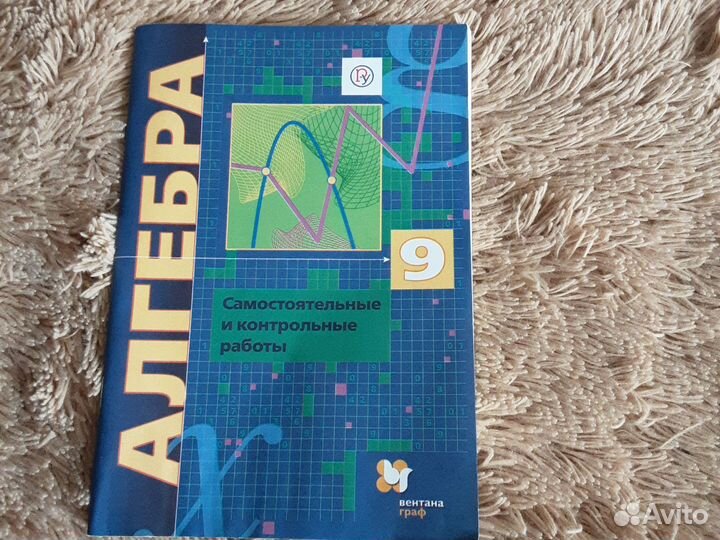 АЛГЕБРА
9
Самостоятельные
и контрольные
работы
x
вентана
граф
Avito